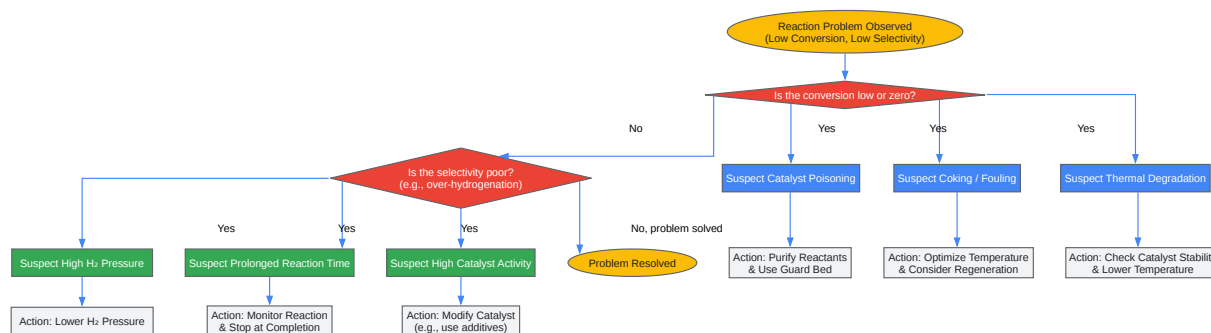 Reaction Problem Observed
(Low Conversion, Low Selectivity)
Is the conversion low or zero?
No
Yes
Yes
Yes
Is the selectivity poor?
(e.g., over-hydrogenation)
Suspect Catalyst Poisoning
Suspect Coking / Fouling
Suspect Thermal Degradation
Yes
Yes
Yes
No, problem solved
Suspect High H₂ Pressure
Suspect Prolonged Reaction Time
Suspect High Catalyst Activity
Problem Resolved
Action: Purify Reactants
& Use Guard Bed
Action: Optimize Temperature
& Consider Regeneration
Action: Check Catalyst Stabilit
& Lower Temperature
Action: Lower H₂ Pressure
Action: Monitor Reaction
& Stop at Completion
Action: Modify Catalyst
(e.g., use additives)